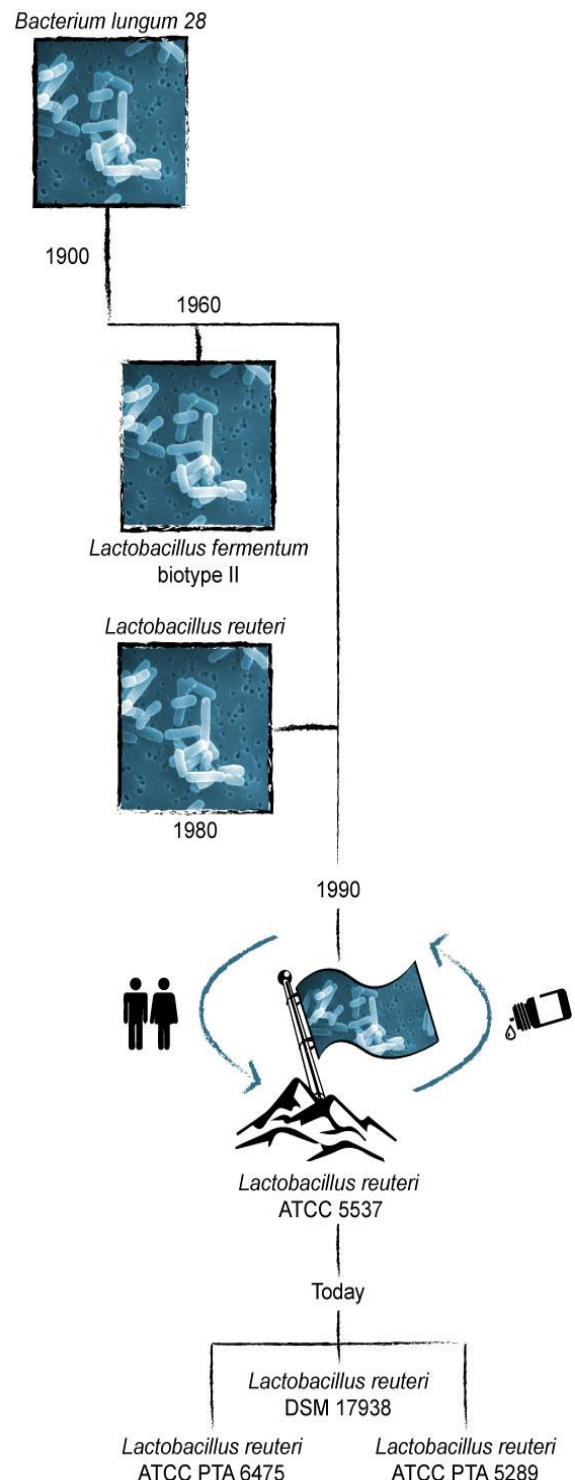 Bacterium lungum 28
1900
1960
Lactobacillus fermentum
biotype II
Lactobacillus reuteri
1980
1990
Lactobacillus reuteri
ATCC 5537
Today
Lactobacillus reuteri
DSM 17938
Lactobacillus reuteri
ATCC PTA 6475
Lactobacillus reuteri
ATCC PTA 5289